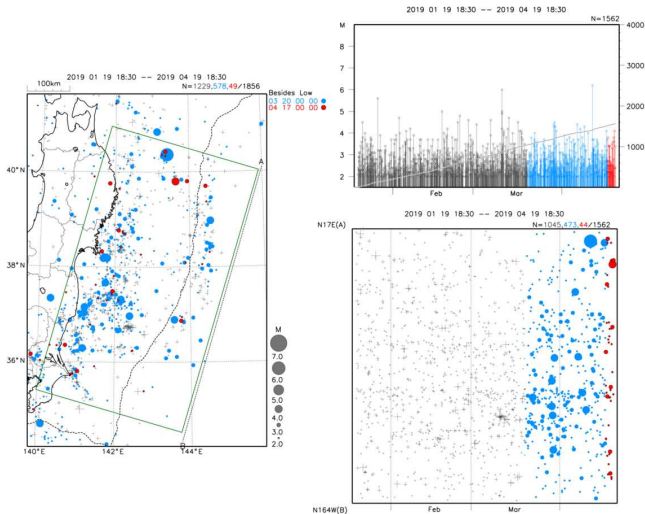 2019 01 19 18:30 -- 2019 04 19 18:30
N=1562
M
9
8
7
6
5
4
3
2
4000
3000
2000
1000
Feb
Mar
100km
2019 01 19 18:30 -- 2019 04 19 18:30
N=1229,578,49/1856
Besides Low
03 20 00 00
04 17 00 00
A
40°N
38°N
36°N
140°E
142°E
144°E
B
M
7.0
6.0
5.0
4.0
3.0
2.0
2019 01 19 18:30 -- 2019 04 19 18:30
N17E(A)
N=1045,473,44/1562
N164W(B)
Feb
Mar